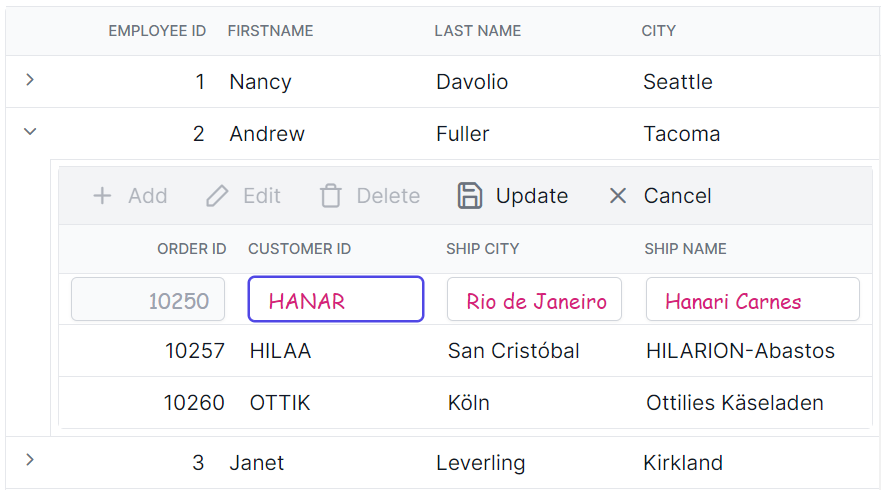 EMPLOYEE ID FIRSTNAME LAST NAME CITY
1 Nancy Davolio Seattle
2 Andrew Fuller Tacoma
Add Edit Delete Update Cancel
ORDER ID CUSTOMER ID SHIP CITY SHIP NAME
10250 HANAR Rio de Janeiro Hanari Carnes
10257 HILAA San Cristóbal HILARION-Abastos
10260 OTTIK Köln Ottilies Käseladen
3 Janet Leverling Kirkland